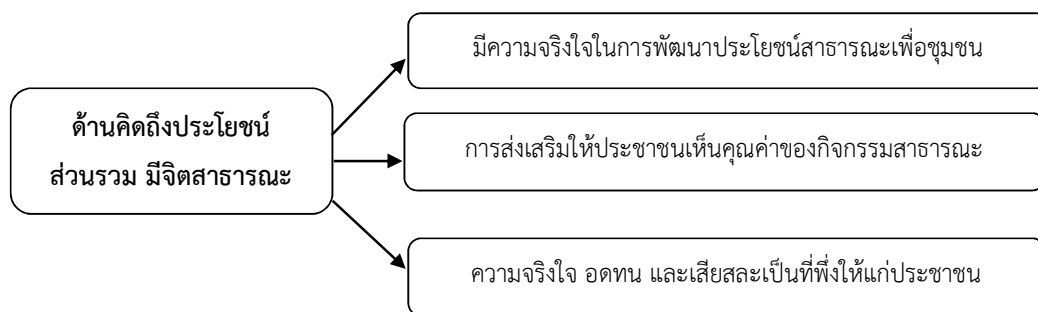 มีความจริงใจในการพัฒนาประโยชน์สาธารณะเพื่อชุมชน
ด้านคิดถึงประโยชน์
ส่วนรวม มีจิตสาธารณะ
การส่งเสริมให้ประชาชนเห็นคุณค่าของกิจกรรมสาธารณะ
ความจริงใจ อดทน และเสียสละเป็นที่พึ่งให้แก่ประชาชน